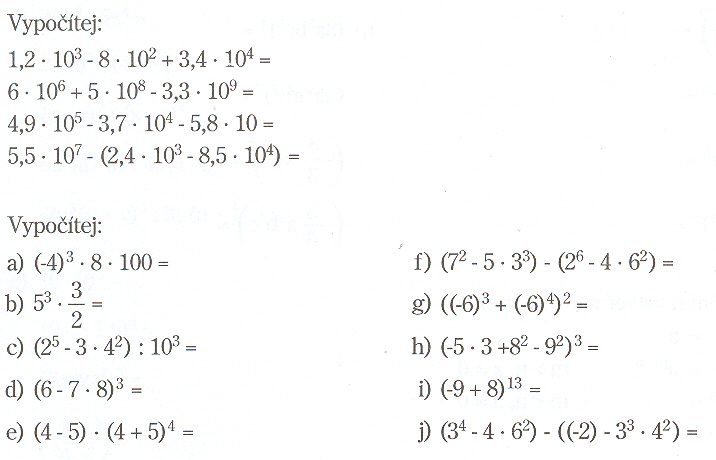 Vypočítej:
1,2 · 10³ - 8 · 10² + 3,4 · 10⁴ =
6 · 10⁶ + 5 · 10⁸ - 3,3 · 10⁹ =
4,9 · 10⁵ - 3,7 · 10⁴ - 5,8 · 10 =
5,5 · 10⁷ - (2,4 · 10³ - 8,5 · 10⁴) =
Vypočítej:
a) (-4)³ · 8 · 100 =
b) 5³ · 3/2 =
c) (2⁵ - 3 · 4²) : 10³ =
d) (6 - 7 · 8)³ =
e) (4 - 5) · (4 + 5)⁴ =
f) (7² - 5 · 3³) - (2⁶ - 4 · 6²) =
g) ((-6)³ + (-6)⁴)² =
h) (-5 · 3 +8² - 9²)³ =
i) (-9 + 8)¹³ =
j) (3⁴ - 4 · 6²) - ((-2) - 3³ · 4²) =